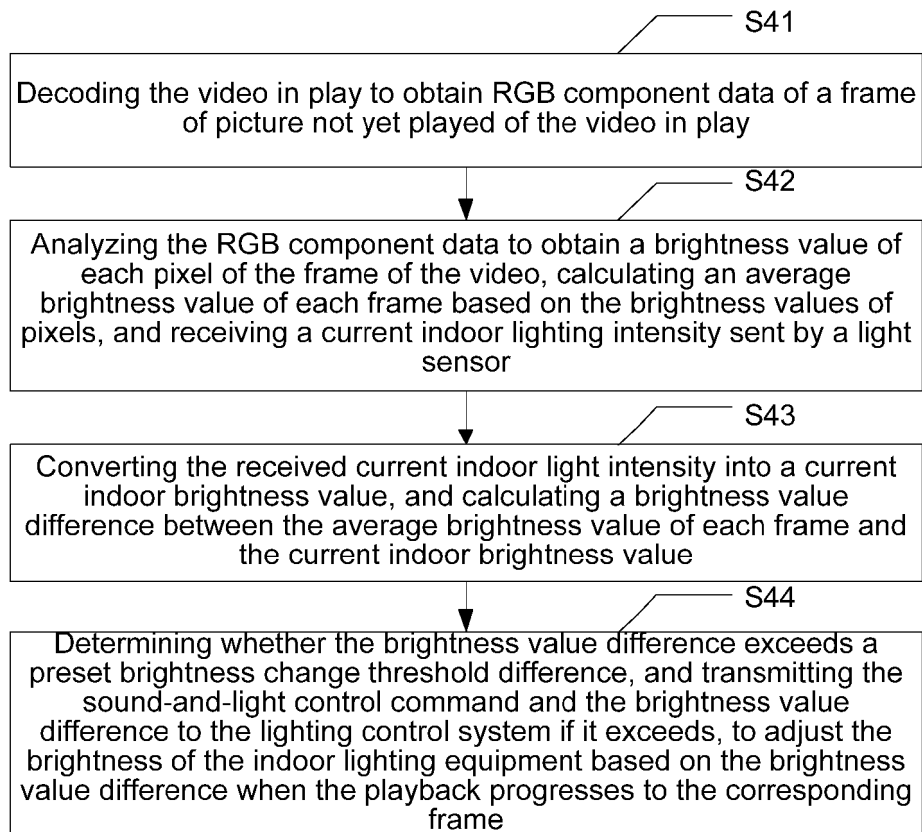 S41
Decoding the video in play to obtain RGB component data of a frame
of picture not yet played of the video in play
S42
Analyzing the RGB component data to obtain a brightness value of
each pixel of the frame of the video, calculating an average
brightness value of each frame based on the brightness values of
pixels, and receiving a current indoor lighting intensity sent by a light
sensor
S43
Converting the received current indoor light intensity into a current
indoor brightness value, and calculating a brightness value
difference between the average brightness value of each frame and
the current indoor brightness value
S44
Determining whether the brightness value difference exceeds a
preset brightness change threshold difference, and transmitting the
sound-and-light control command and the brightness value
difference to the lighting control system if it exceeds, to adjust the
brightness of the indoor lighting equipment based on the brightness
value difference when the playback progresses to the corresponding
frame